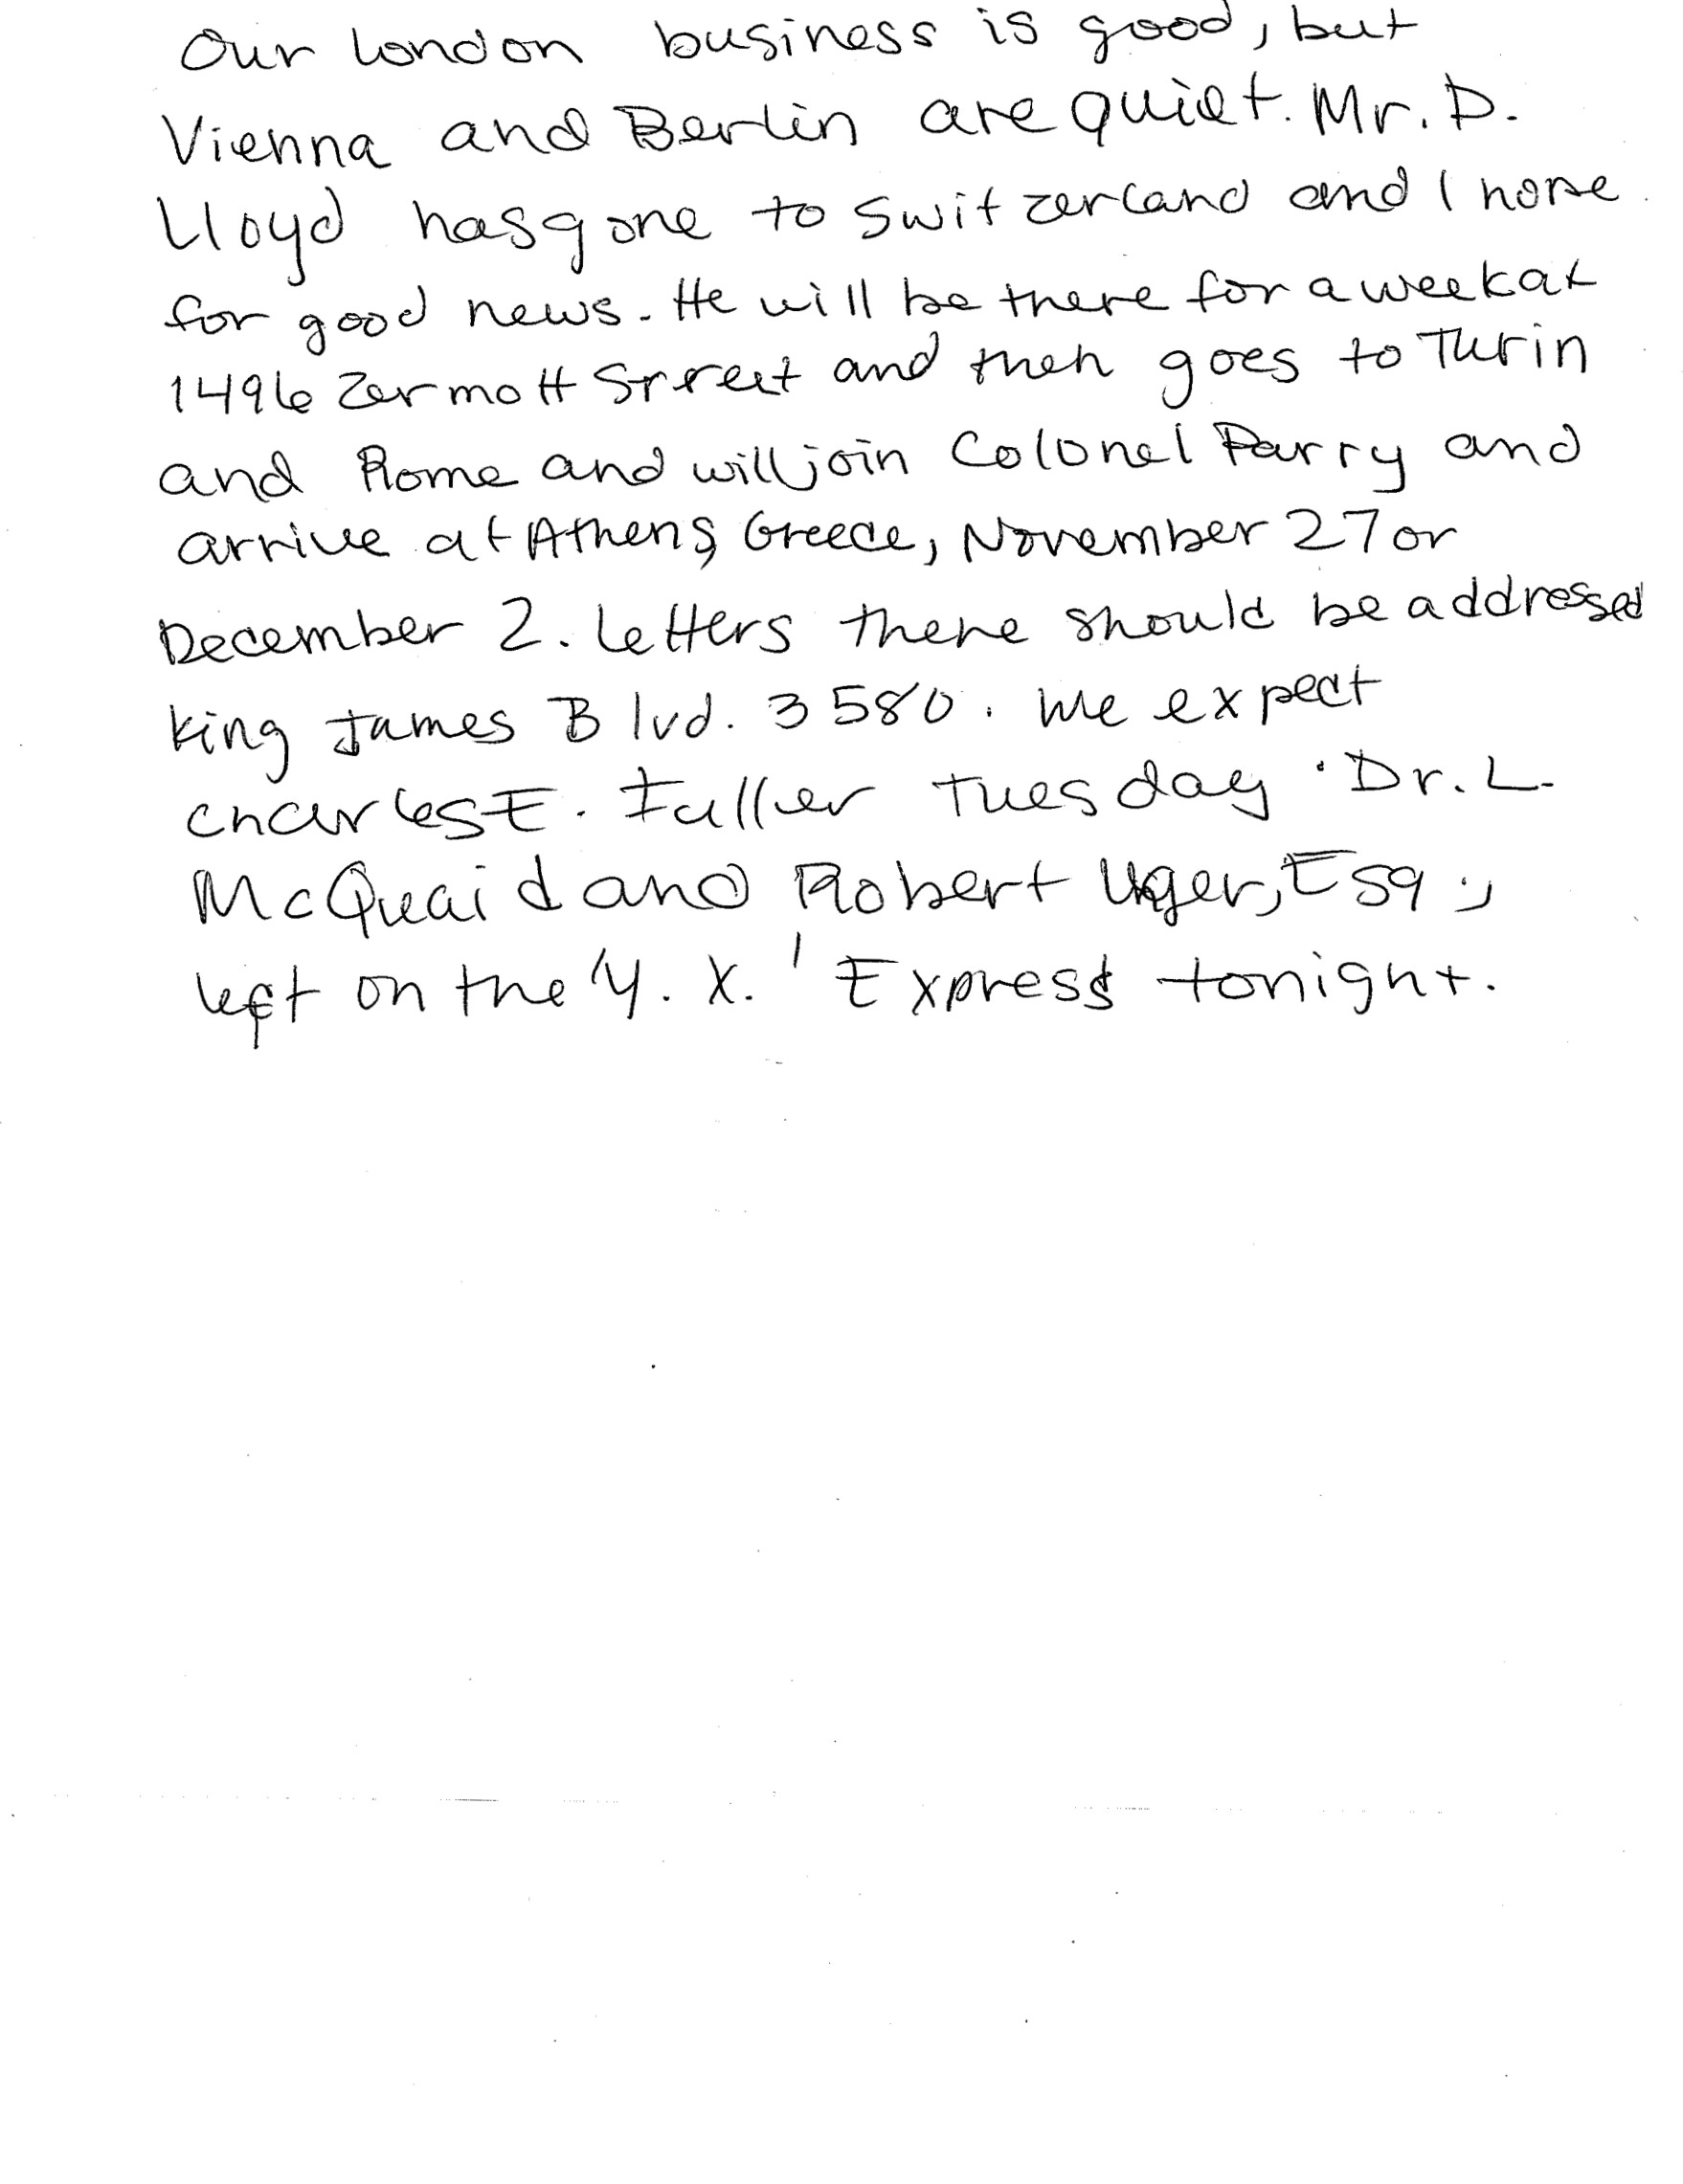 Our London business is good, but
Vienna and Berlin are quiet. Mr. D.
Lloyd has gone to Switzerland and I hope
for good news. He will be there for a week at
1496 Zermott Street and then goes to Turin
and Rome and will join Colonel Parry and
arrive at Athens, Greece, November 27 or
December 2. Letters there should be addressed
King James Blvd. 3580. We expect
Charles E. Fuller Tuesday. Dr. L.
McQuaid and Robert Unger, Esq.,
left on the 'Y. X.' Express tonight.